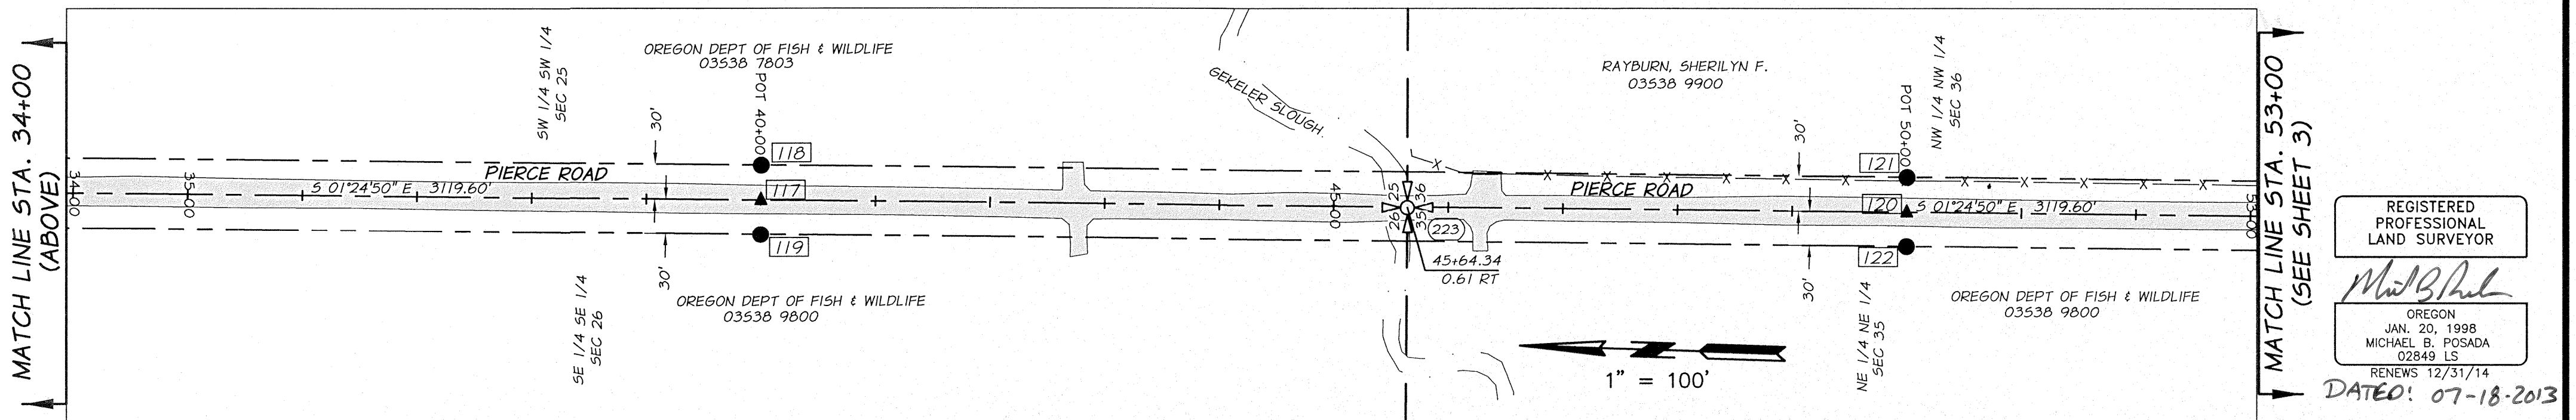 MATCH LINE STA. 34+00
(ABOVE)
SW 1/4 SW 1/4
SEC 25
OREGON DEPT OF FISH & WILDLIFE
03S38 7803
POT 40+00
30'
118
PIERCE ROAD
34+00
35+00
S 01°24'50" E 3119.60'
117
119
30'
SE 1/4 SE 1/4
SEC 26
OREGON DEPT OF FISH & WILDLIFE
03S38 9800
GEKELER SLOUGH
45+00
25
36
26
35
223
45+64.34
0.61 RT
RAYBURN, SHERILYN F.
03S38 9900
30'
PIERCE ROAD
POT 50+00
NW 1/4 NW 1/4
SEC 36
121
120
S 01°24'50" E 3119.60'
53+00
122
30'
NE 1/4 NE 1/4
SEC 35
OREGON DEPT OF FISH & WILDLIFE
03S38 9800
1" = 100'
MATCH LINE STA. 53+00
(SEE SHEET 3)
REGISTERED
PROFESSIONAL
LAND SURVEYOR
OREGON
JAN. 20, 1998
MICHAEL B. POSADA
02849 LS
RENEWS 12/31/14
DATED: 07-18-2013